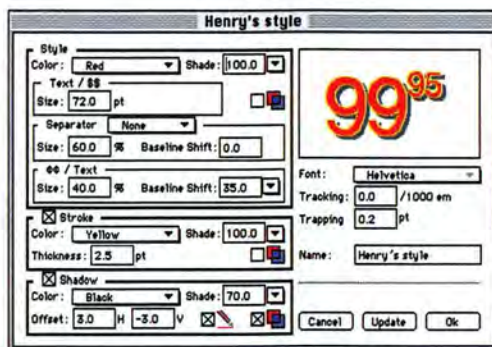 Henry's style
Style
Color: Red Shade: 100.0
Text / $$
Size: 72.0 pt
Separator None
Size: 60.0 % Baseline Shift: 0.0
¢¢ / Text
Size: 40.0 % Baseline Shift: 35.0
Stroke
Color: Yellow Shade: 100.0
Thickness: 2.5 pt
Shadow
Color: Black Shade: 70.0
Offset: 3.0 H -3.0 V
9995
Font: Helvetica
Tracking: 0.0 /1000 em
Trapping 0.2 pt
Name: Henry's style
Cancel Update Ok